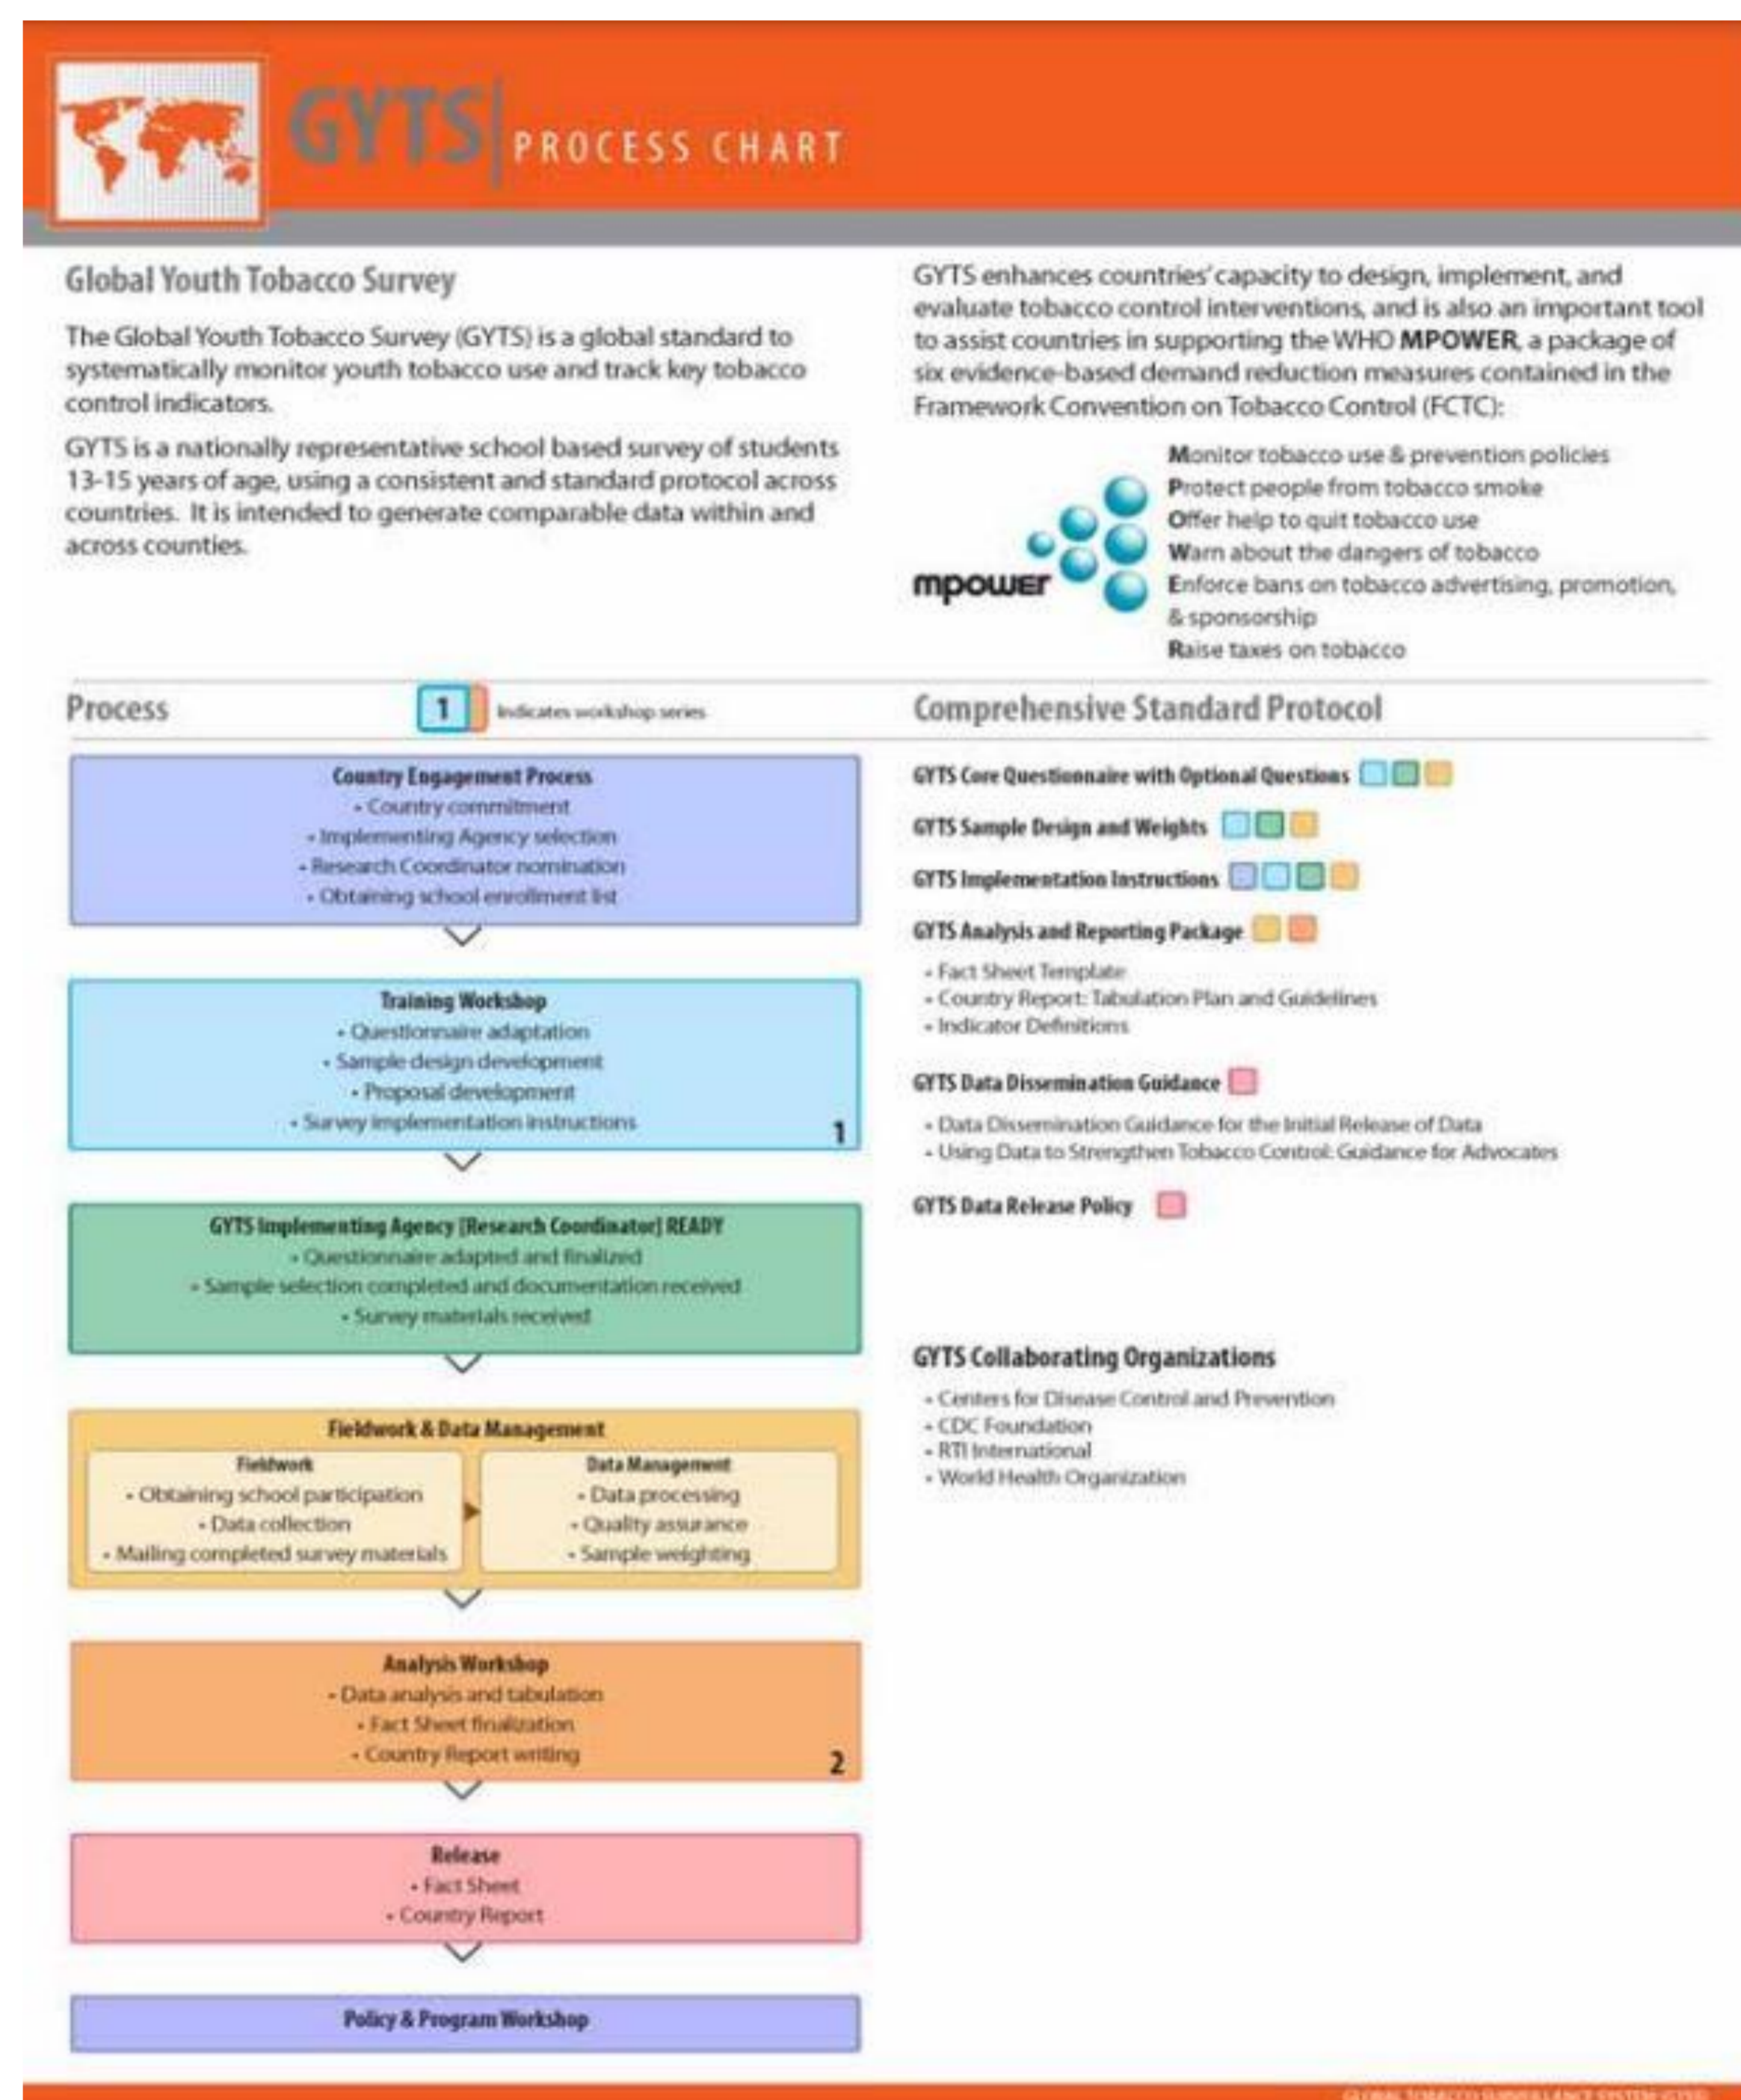 GYTS PROCESS CHART
Global Youth Tobacco Survey
The Global Youth Tobacco Survey (GYTS) is a global standard to
systematically monitor youth tobacco use and track key tobacco
control indicators.
GYTS is a nationally representative school based survey of students
13-15 years of age, using a consistent and standard protocol across
countries. It is intended to generate comparable data within and
across counties.
GYTS enhances countries' capacity to design, implement, and
evaluate tobacco control interventions, and is also an important tool
to assist countries in supporting the WHO MPOWER, a package of
six evidence-based demand reduction measures contained in the
Framework Convention on Tobacco Control (FCTC):
mpower
Monitor tobacco use & prevention policies
Protect people from tobacco smoke
Offer help to quit tobacco use
Warn about the dangers of tobacco
Enforce bans on tobacco advertising, promotion,
& sponsorship
Raise taxes on tobacco
Process
1 Indicates workshop series
Country Engagement Process
• Country commitment
• Implementing Agency selection
• Research Coordinator nomination
• Obtaining school enrollment list
Training Workshop
• Questionnaire adaptation
• Sample design development
• Proposal development
• Survey implementation instructions
1
GYTS Implementing Agency [Research Coordinator] READY
• Questionnaire adapted and finalized
• Sample selection completed and documentation received
• Survey materials received
Fieldwork & Data Management
Fieldwork
• Obtaining school participation
• Data collection
• Mailing completed survey materials
Data Management
• Data processing
• Quality assurance
• Sample weighting
Analysis Workshop
• Data analysis and tabulation
• Fact Sheet finalization
• Country Report writing
2
Release
• Fact Sheet
• Country Report
Policy & Program Workshop
Comprehensive Standard Protocol
GYTS Core Questionnaire with Optional Questions
GYTS Sample Design and Weights
GYTS Implementation Instructions
GYTS Analysis and Reporting Package
• Fact Sheet Template
• Country Report: Tabulation Plan and Guidelines
• Indicator Definitions
GYTS Data Dissemination Guidance
• Data Dissemination Guidance for the Initial Release of Data
• Using Data to Strengthen Tobacco Control: Guidance for Advocates
GYTS Data Release Policy
GYTS Collaborating Organizations
• Centers for Disease Control and Prevention
• CDC Foundation
• RTI International
• World Health Organization
GLOBAL TOBACCO SURVEILLANCE SYSTEM